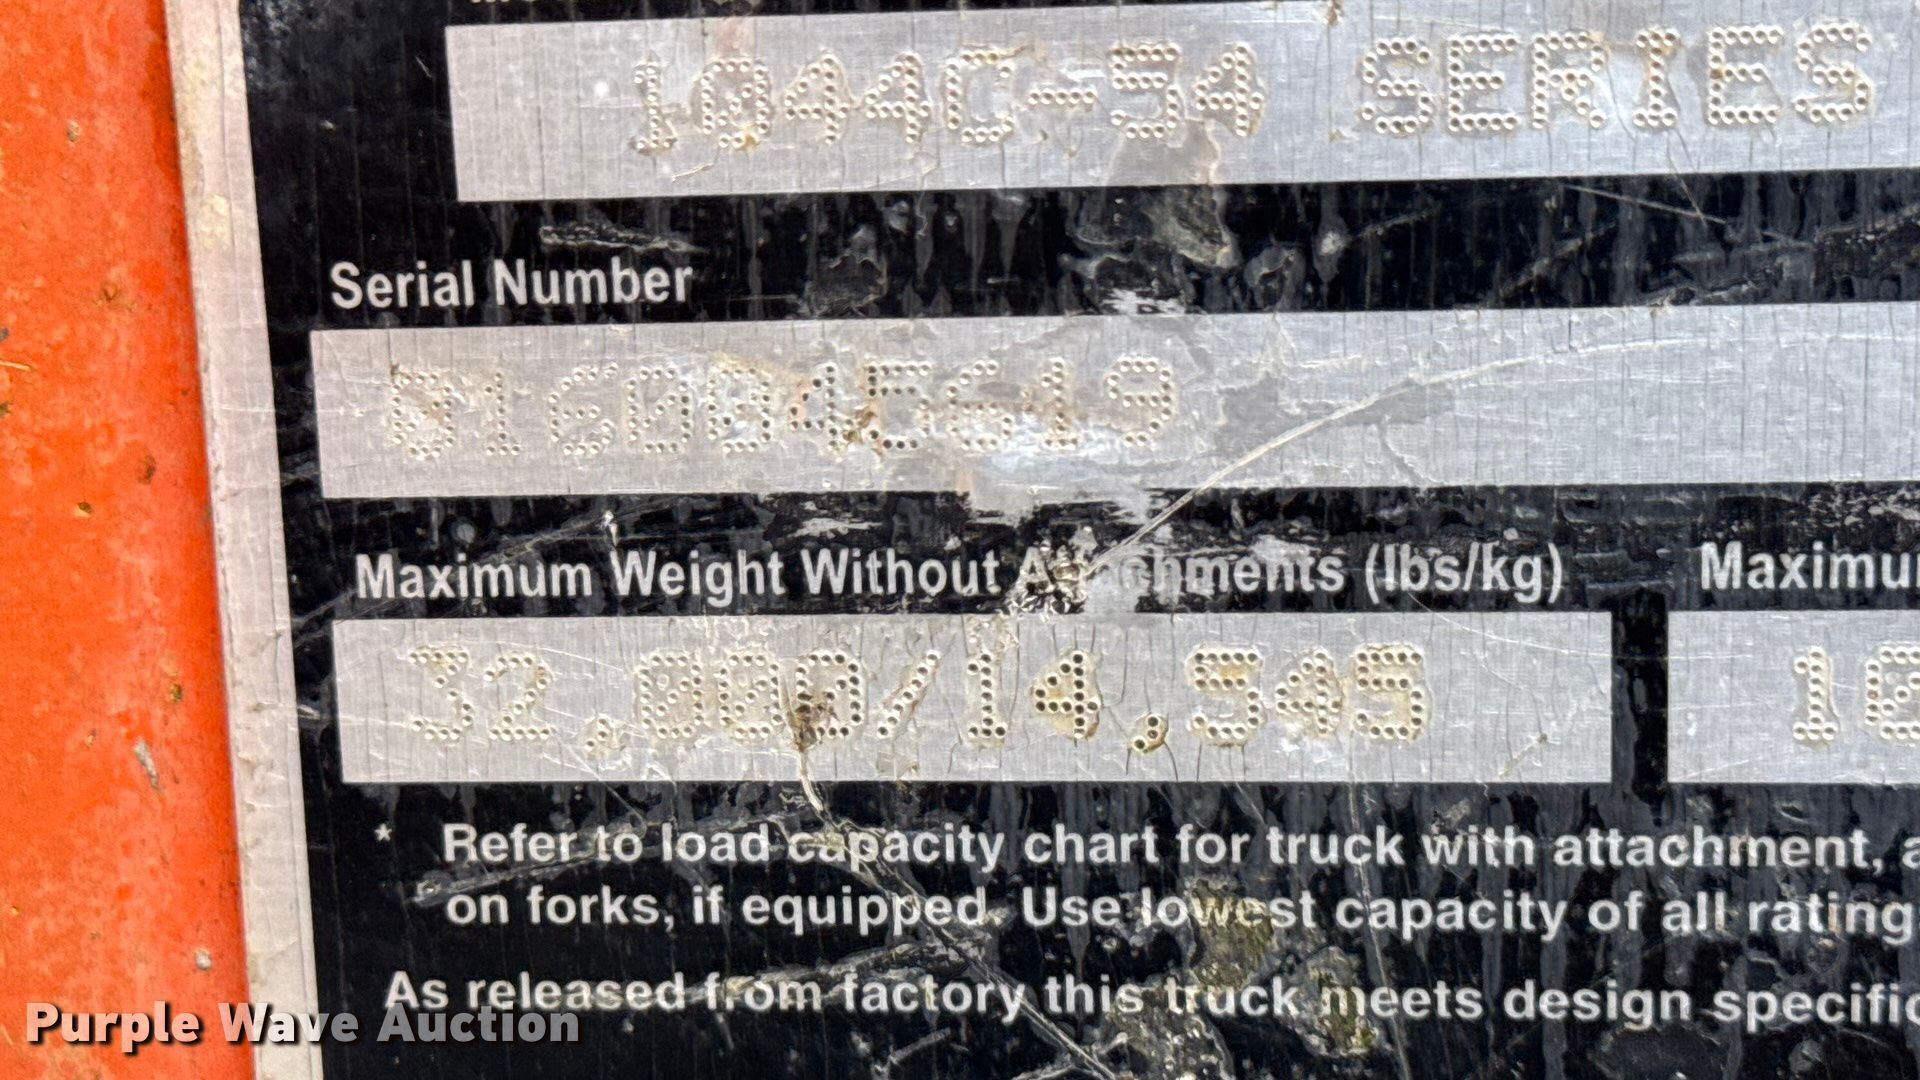 1044C-54 SERIES
Serial Number
0160045619
Maximum Weight Without Attachments (lbs/kg)
Maximu
32,000/14,545
10
* Refer to load capacity chart for truck with attachment, a
on forks, if equipped. Use lowest capacity of all rating
As released from factory this truck meets design specific
Purple Wave Auction